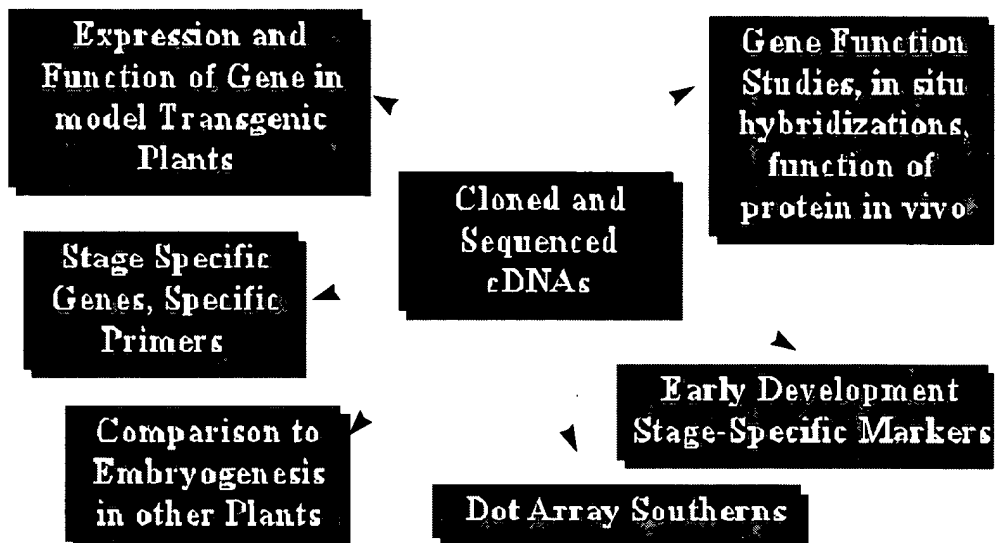 Expression and
Function of Gene in
model Transgenic
Plants
Gene Function
Studies, in situ
hybridizations,
function of
protein in vivo
Cloned and
Sequenced
cDNAs
Stage Specific
Genes, Specific
Primers
Early Development
Stage-Specific Markers
Comparison to
Embryogenesis
in other Plants
Dot Array Southerns